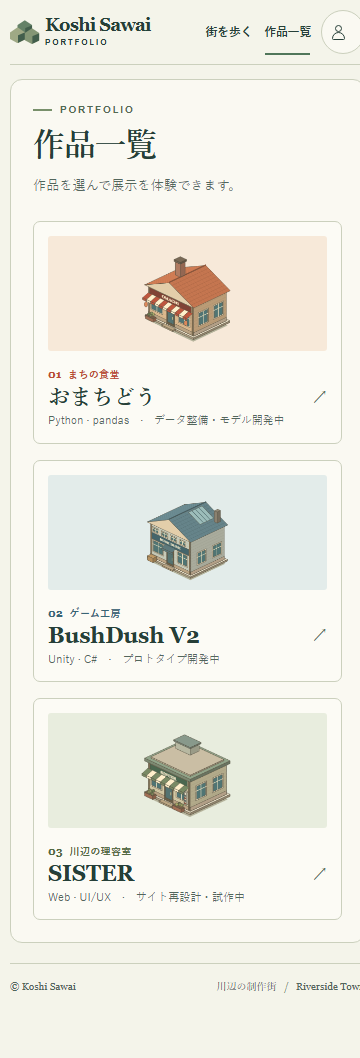 Koshi Sawai
PORTFOLIO
街を歩く 作品一覧
PORTFOLIO
作品一覧
作品を選んで展示を体験できます。
01 まちの食堂
おまちどう
Python · pandas · データ整備・モデル開発中
02 ゲーム工房
BushDush V2
Unity · C# · プロトタイプ開発中
03 川辺の理容室
SISTER
Web · UI/UX · サイト再設計・試作中
© Koshi Sawai 川辺の制作街 / Riverside